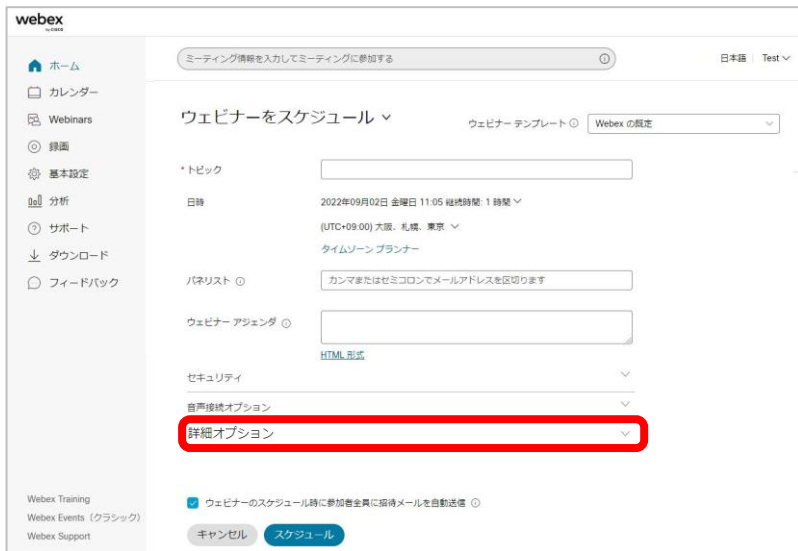 webex
by CISCO
ミーティング情報を入力してミーティングに参加する
日本語 Test
ホーム
カレンダー
Webinars
録画
基本設定
分析
サポート
ダウンロード
フィードバック
ウェビナーをスケジュール
ウェビナー テンプレート Webex の既定
*トピック
日時 2022年09月02日 金曜日 11:05 継続時間: 1 時間
(UTC+09:00) 大阪、札幌、東京
タイムゾーン プランナー
パネリスト カンマまたはセミコロンでメールアドレスを区切ります
ウェビナー アジェンダ
HTML 形式
セキュリティ
音声接続オプション
詳細オプション
ウェビナーのスケジュール時に参加者全員に招待メールを自動送信
キャンセル スケジュール
Webex Training
Webex Events (クラシック)
Webex Support